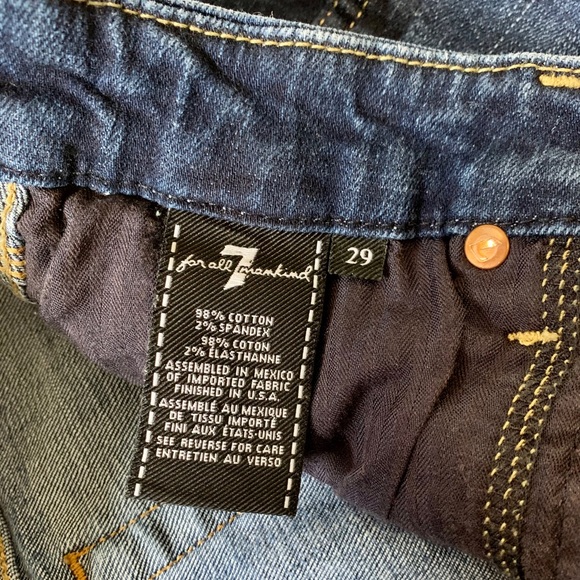 7
for all mankind
29
98% COTTON
2% SPANDEX
98% COTON
2% ÉLASTHANNE
ASSEMBLED IN MEXICO
OF IMPORTED FABRIC
FINISHED IN U.S.A.
ASSEMBLÉ AU MEXIQUE
DE TISSU IMPORTÉ
FINI AUX ÉTATS-UNIS
SEE REVERSE FOR CARE
ENTRETIEN AU VERSO